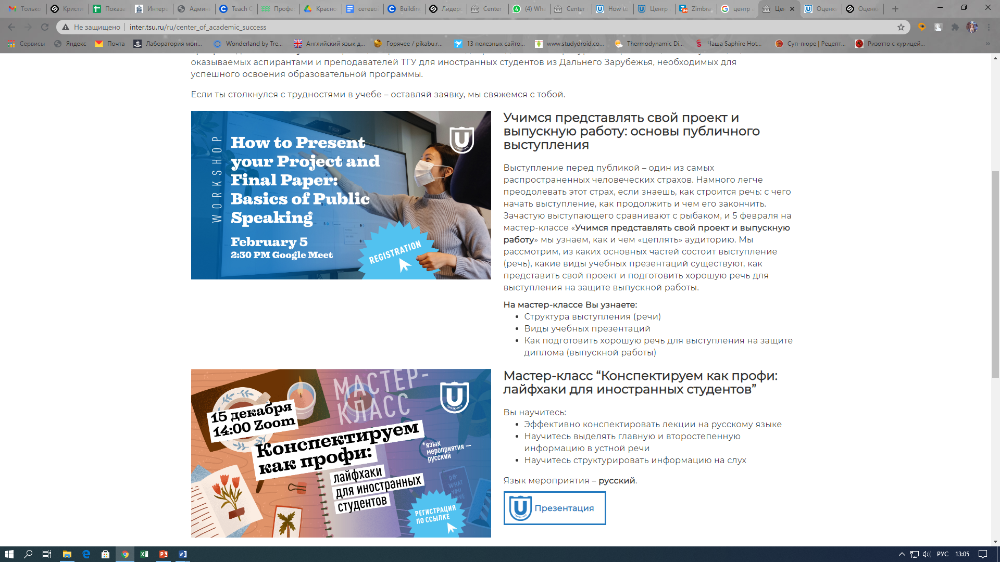 Только
Кристи
Показа
Интере
Админ
Teach C
Профес
Красно
сетево
Building
Лидерс
Center
(4) Wha
Center
How to
Центр
Zimbra
центр а
Цен
Оценк
Оценк
Не защищено
inter.tsu.ru/ru/center_of_academic_success
Сервисы
Яндекс
Почта
Лаборатория мон...
Wonderland by Tre...
Английский язык д...
Горячее / pikabu.r...
13 полезных сайто...
www.studydroid.co...
Thermodynamic Di...
Чаша Saphire Hot...
Суп-пюре | Рецепт...
Ризотто с курицей...
оказываемых аспирантами и преподавателей ТГУ для иностранных студентов из Дальнего Зарубежья, необходимых для
успешного освоения образовательной программы.
Если ты столкнулся с трудностями в учебе – оставляй заявку, мы свяжемся с тобой.
WORKSHOP
How to Present
your Project and
Final Paper:
Basics of Public
Speaking
February 5
2:30 PM Google Meet
REGISTRATION
Учимся представлять свой проект и
выпускную работу: основы публичного
выступления
Выступление перед публикой – один из самых
распространенных человеческих страхов. Намного легче
преодолевать этот страх, если знаешь, как строится речь: с чего
начать выступление, как продолжить и чем его закончить.
Зачастую выступающего сравнивают с рыбаком, и 5 февраля на
мастер-классе «Учимся представлять свой проект и выпускную
работу» мы узнаем, как и чем «цеплять» аудиторию. Мы
рассмотрим, из каких основных частей состоит выступление
(речь), какие виды учебных презентаций существуют, как
представить свой проект и подготовить хорошую речь для
выступления на защите выпускной работы.
На мастер-классе Вы узнаете:
Структура выступления (речи)
Виды учебных презентаций
Как подготовить хорошую речь для выступления на защите
диплома (выпускной работы)
МАСТЕР-
КЛАСС
15 декабря
14:00 Zoom
Конспектируем
как профи:
*язык
мероприятия —
русский
лайфхаки
для иностранных
студентов
DO
WHAT
YOU
LOVE
РЕГИСТРАЦИЯ
ПО ССЫЛКЕ
Мастер-класс “Конспектируем как профи:
лайфхаки для иностранных студентов”
Вы научитесь:
Эффективно конспектировать лекции на русскому языке
Научитесь выделять главную и второстепенную
информацию в устной речи
Научитесь структурировать информацию на слух
Язык мероприятия – русский.
Презентация
РУС
13:05